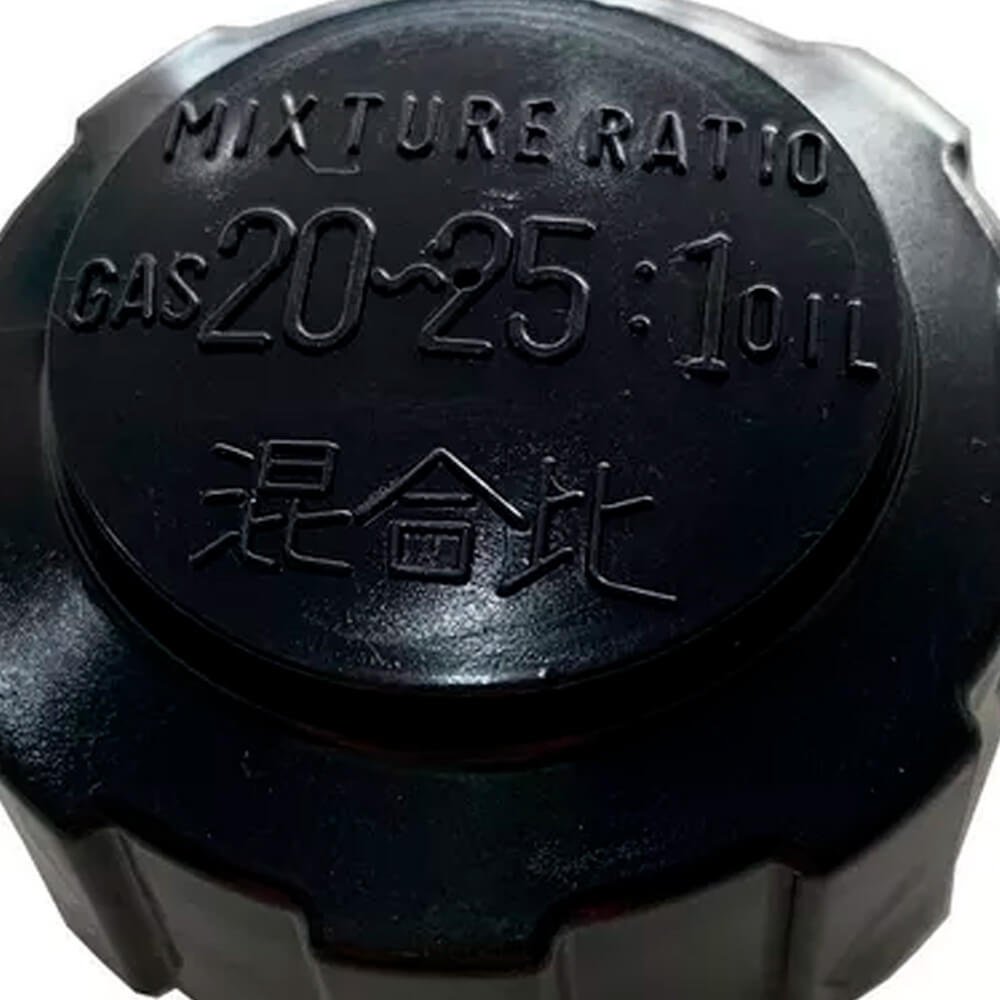 MIXTURE RATIO
GAS 20~25:1 OIL
混合比